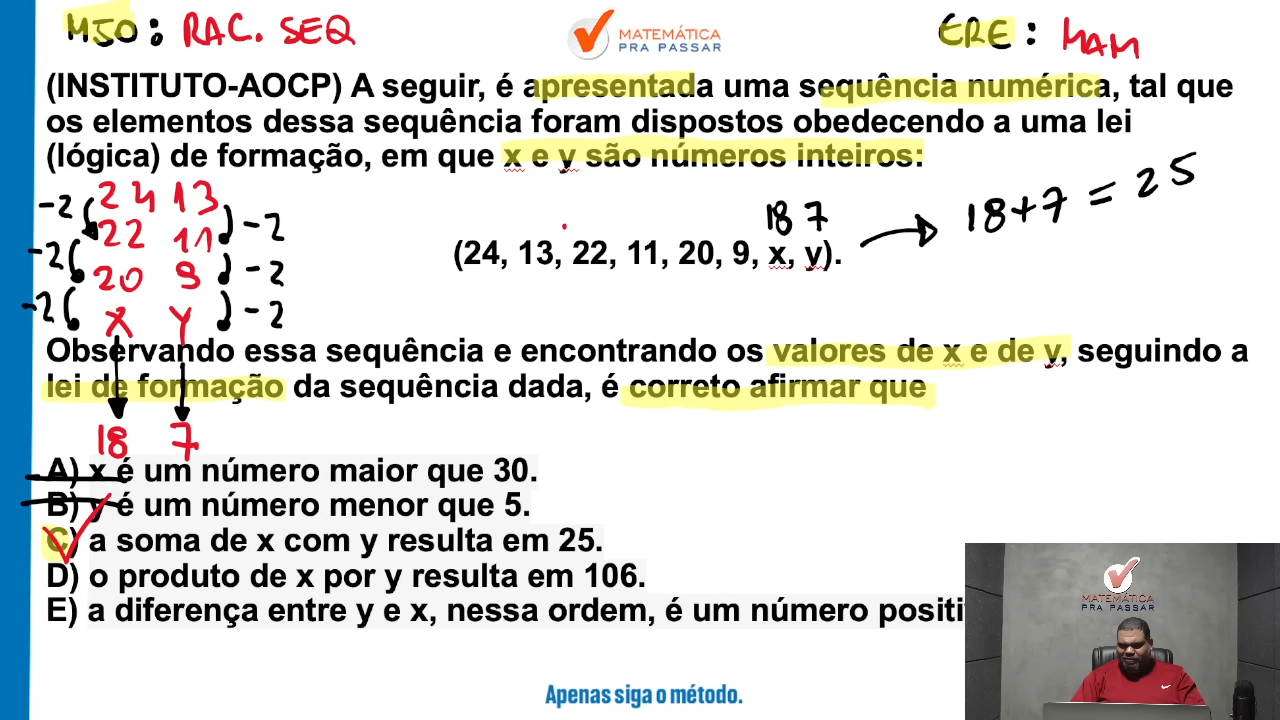 M50: RAC. SEQ
MATEMÁTICA
PRA PASSAR
ERE: MAM
(INSTITUTO-AOCP) A seguir, é apresentada uma sequência numérica, tal que
os elementos dessa sequência foram dispostos obedecendo a uma lei
(lógica) de formação, em que x e y são números inteiros:
-2 24 13 -2
18 7
18+7=25
22 11
(24, 13, 22, 11, 20, 9, x, y).
-2 20 9 -2
-2 X Y -2
Observando essa sequência e encontrando os valores de x e de y, seguindo a
lei de formação da sequência dada, é correto afirmar que
18 7
A) x é um número maior que 30.
B) y é um número menor que 5.
C) a soma de x com y resulta em 25.
D) o produto de x por y resulta em 106.
E) a diferença entre y e x, nessa ordem, é um número positi
MATEMÁTICA
PRA PASSAR
Apenas siga o método.